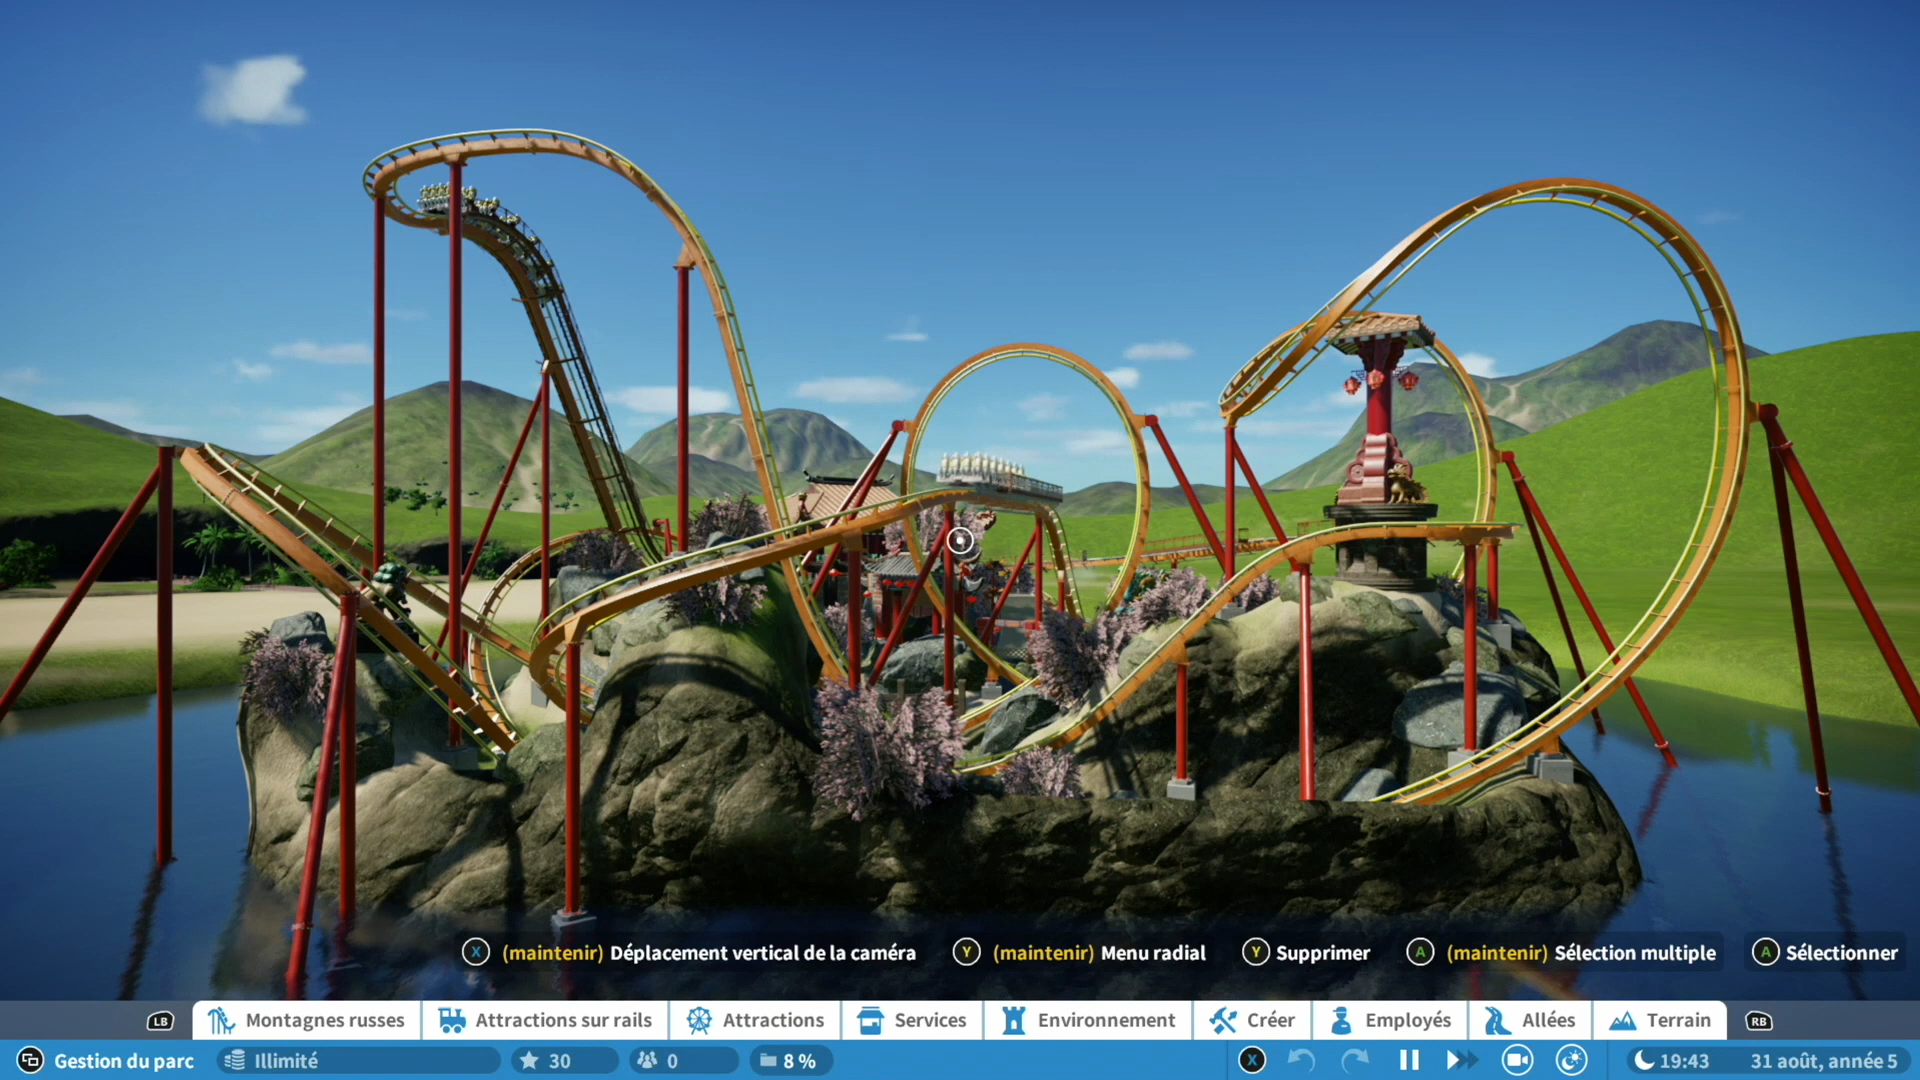 X (maintenir) Déplacement vertical de la caméra Y (maintenir) Menu radial Y Supprimer A (maintenir) Sélection multiple A Sélectionner
LB Montagnes russes Attractions sur rails Attractions Services Environnement Créer Employés Allées Terrain RB
Gestion du parc Illimité 30 0 8 % X 19:43 31 août, année 5